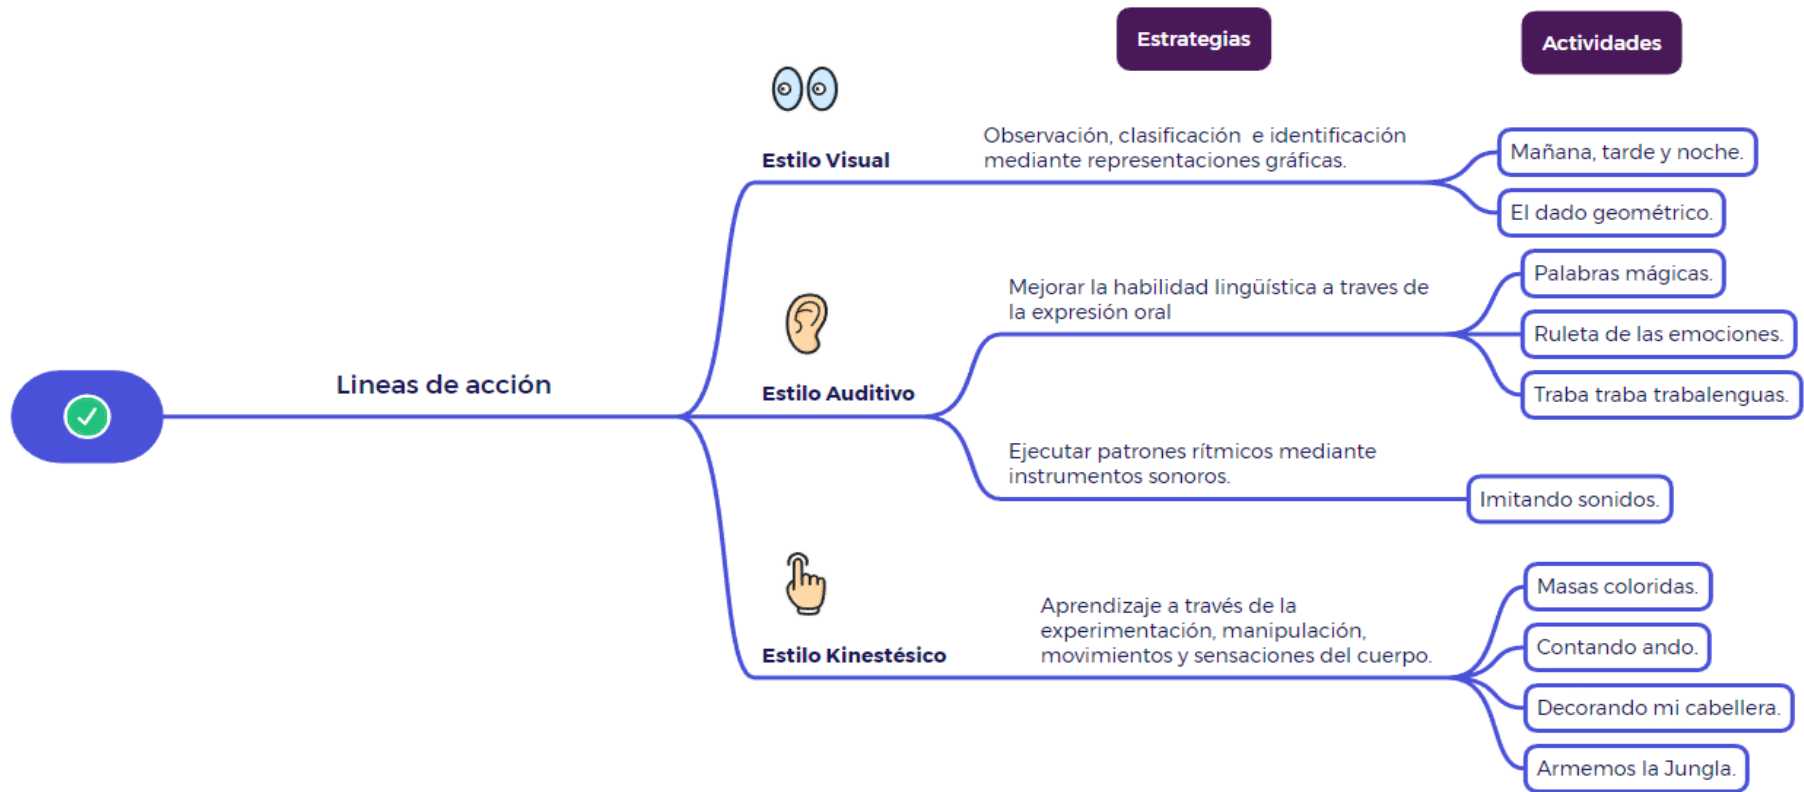 Estrategias
Actividades
Lineas de acción
Estilo Visual
Observación, clasificación  e identificación
mediante representaciones gráficas.
Mañana, tarde y noche.
El dado geométrico.
Estilo Auditivo
Mejorar la habilidad lingüística a traves de
la expresión oral
Palabras mágicas.
Ruleta de las emociones.
Traba traba trabalenguas.
Ejecutar patrones rítmicos mediante
instrumentos sonoros.
Imitando sonidos.
Estilo Kinestésico
Aprendizaje a través de la
experimentación, manipulación,
movimientos y sensaciones del cuerpo.
Masas coloridas.
Contando ando.
Decorando mi cabellera.
Armemos la Jungla.